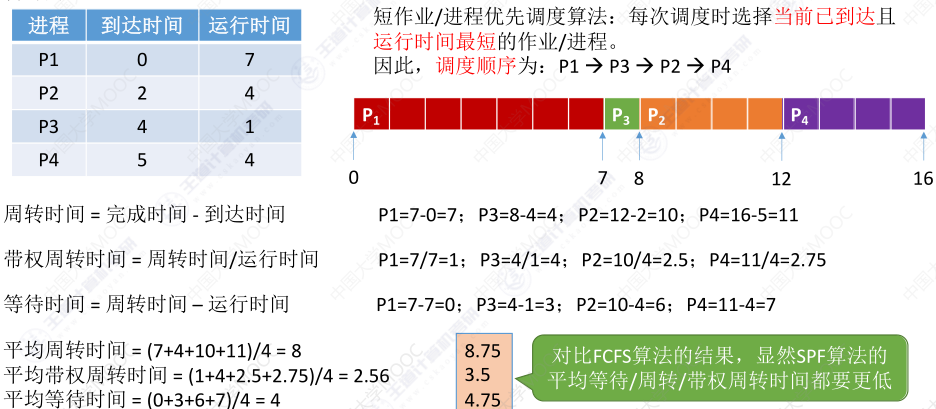 进程 到达时间 运行时间
P1 0 7
P2 2 4
P3 4 1
P4 5 4
短作业/进程优先调度算法：每次调度时选择当前已到达且
运行时间最短的作业/进程。
因此，调度顺序为：P1 → P3 → P2 → P4
P1 P3 P2 P4
0 7 8 12 16
周转时间 = 完成时间 - 到达时间 P1=7-0=7；P3=8-4=4；P2=12-2=10；P4=16-5=11
带权周转时间 = 周转时间/运行时间 P1=7/7=1；P3=4/1=4；P2=10/4=2.5；P4=11/4=2.75
等待时间 = 周转时间 – 运行时间 P1=7-7=0；P3=4-1=3；P2=10-4=6；P4=11-4=7
平均周转时间 = (7+4+10+11)/4 = 8 8.75
平均带权周转时间 = (1+4+2.5+2.75)/4 = 2.56 3.5
平均等待时间 = (0+3+6+7)/4 = 4 4.75
对比FCFS算法的结果，显然SPF算法的
平均等待/周转/带权周转时间都要更低